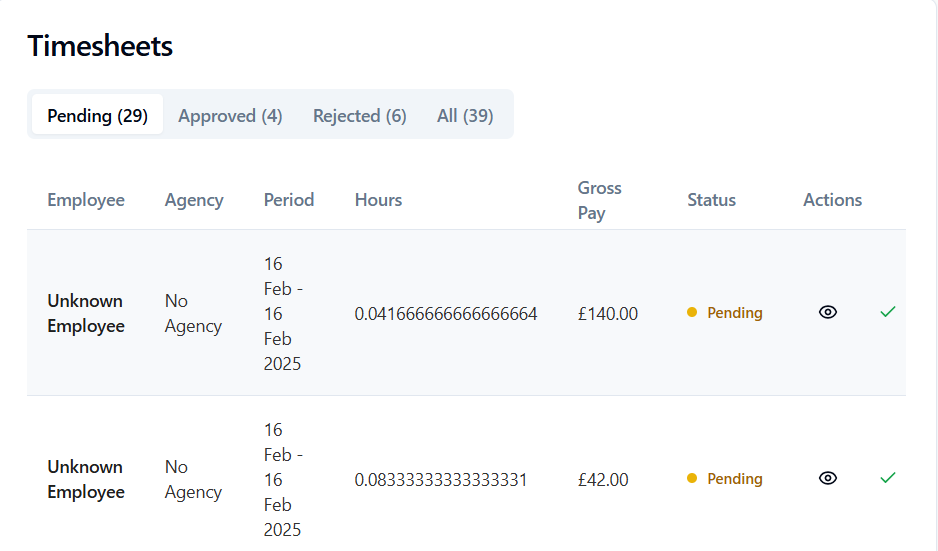 Timesheets
Pending (29) Approved (4) Rejected (6) All (39)
Employee Agency Period Hours Gross Pay Status Actions
Unknown Employee No Agency 16 Feb - 16 Feb 2025 0.041666666666666664 £140.00 Pending
Unknown Employee No Agency 16 Feb - 16 Feb 2025 0.08333333333333331 £42.00 Pending